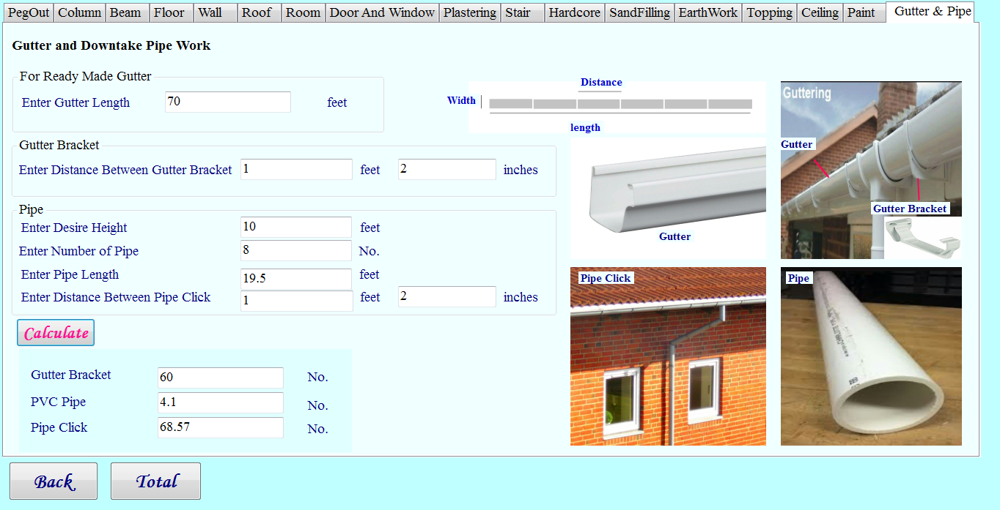 PegOut Column Beam Floor Wall Roof Room Door And Window Plastering Stair Hardcore SandFilling EarthWork Topping Ceiling Paint Gutter & Pipe
Gutter and Downtake Pipe Work
For Ready Made Gutter
Enter Gutter Length 70 feet
Gutter Bracket
Enter Distance Between Gutter Bracket 1 feet 2 inches
Pipe
Enter Desire Height 10 feet
Enter Number of Pipe 8 No.
Enter Pipe Length 19.5 feet
Enter Distance Between Pipe Click 1 feet 2 inches
Calculate
Gutter Bracket 60 No.
PVC Pipe 4.1 No.
Pipe Click 68.57 No.
Distance
Width
length
Gutter
Guttering
Gutter
Gutter Bracket
Pipe Click
Pipe
Back Total